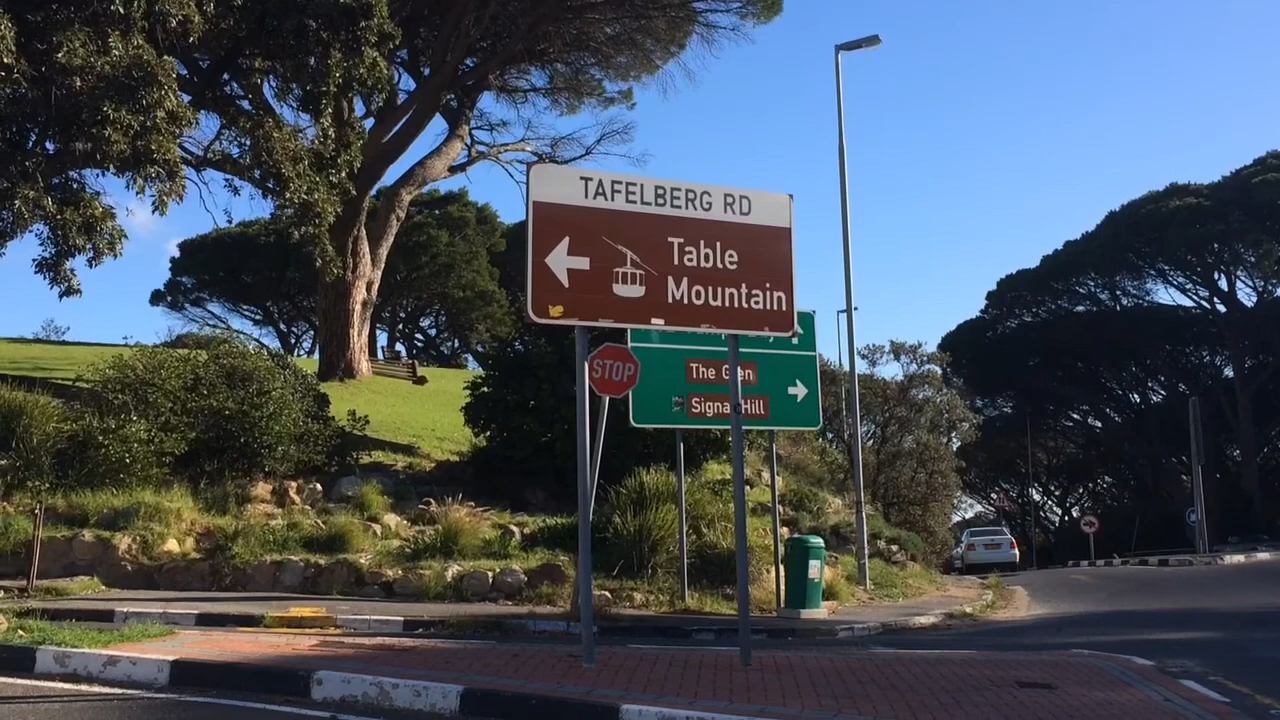 TAFELBERG RD
Table
Mountain
STOP
The Glen
Signal Hill